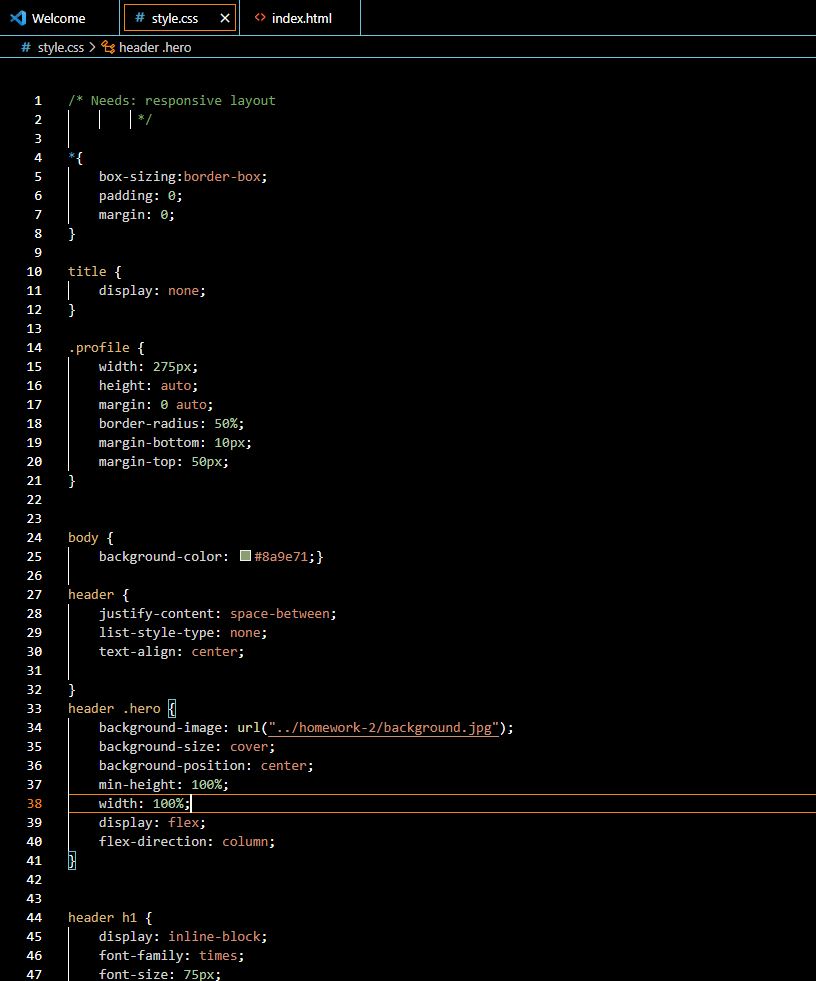 Welcome
# style.css ✕
<> index.html
# style.css > header .hero
1 /* Needs: responsive layout
2 */
3
4 *{
5 box-sizing:border-box;
6 padding: 0;
7 margin: 0;
8 }
9
10 title {
11 display: none;
12 }
13
14 .profile {
15 width: 275px;
16 height: auto;
17 margin: 0 auto;
18 border-radius: 50%;
19 margin-bottom: 10px;
20 margin-top: 50px;
21 }
22
23
24 body {
25 background-color: #8a9e71;}
26
27 header {
28 justify-content: space-between;
29 list-style-type: none;
30 text-align: center;
31
32 }
33 header .hero {
34 background-image: url("../homework-2/background.jpg");
35 background-size: cover;
36 background-position: center;
37 min-height: 100%;
38 width: 100%;
39 display: flex;
40 flex-direction: column;
41 }
42
43
44 header h1 {
45 display: inline-block;
46 font-family: times;
47 font-size: 75px;